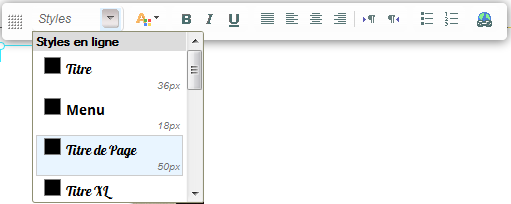 Styles A B I U
Styles en ligne
Titre
36px
Menu
18px
Titre de Page
50px
Titre XL